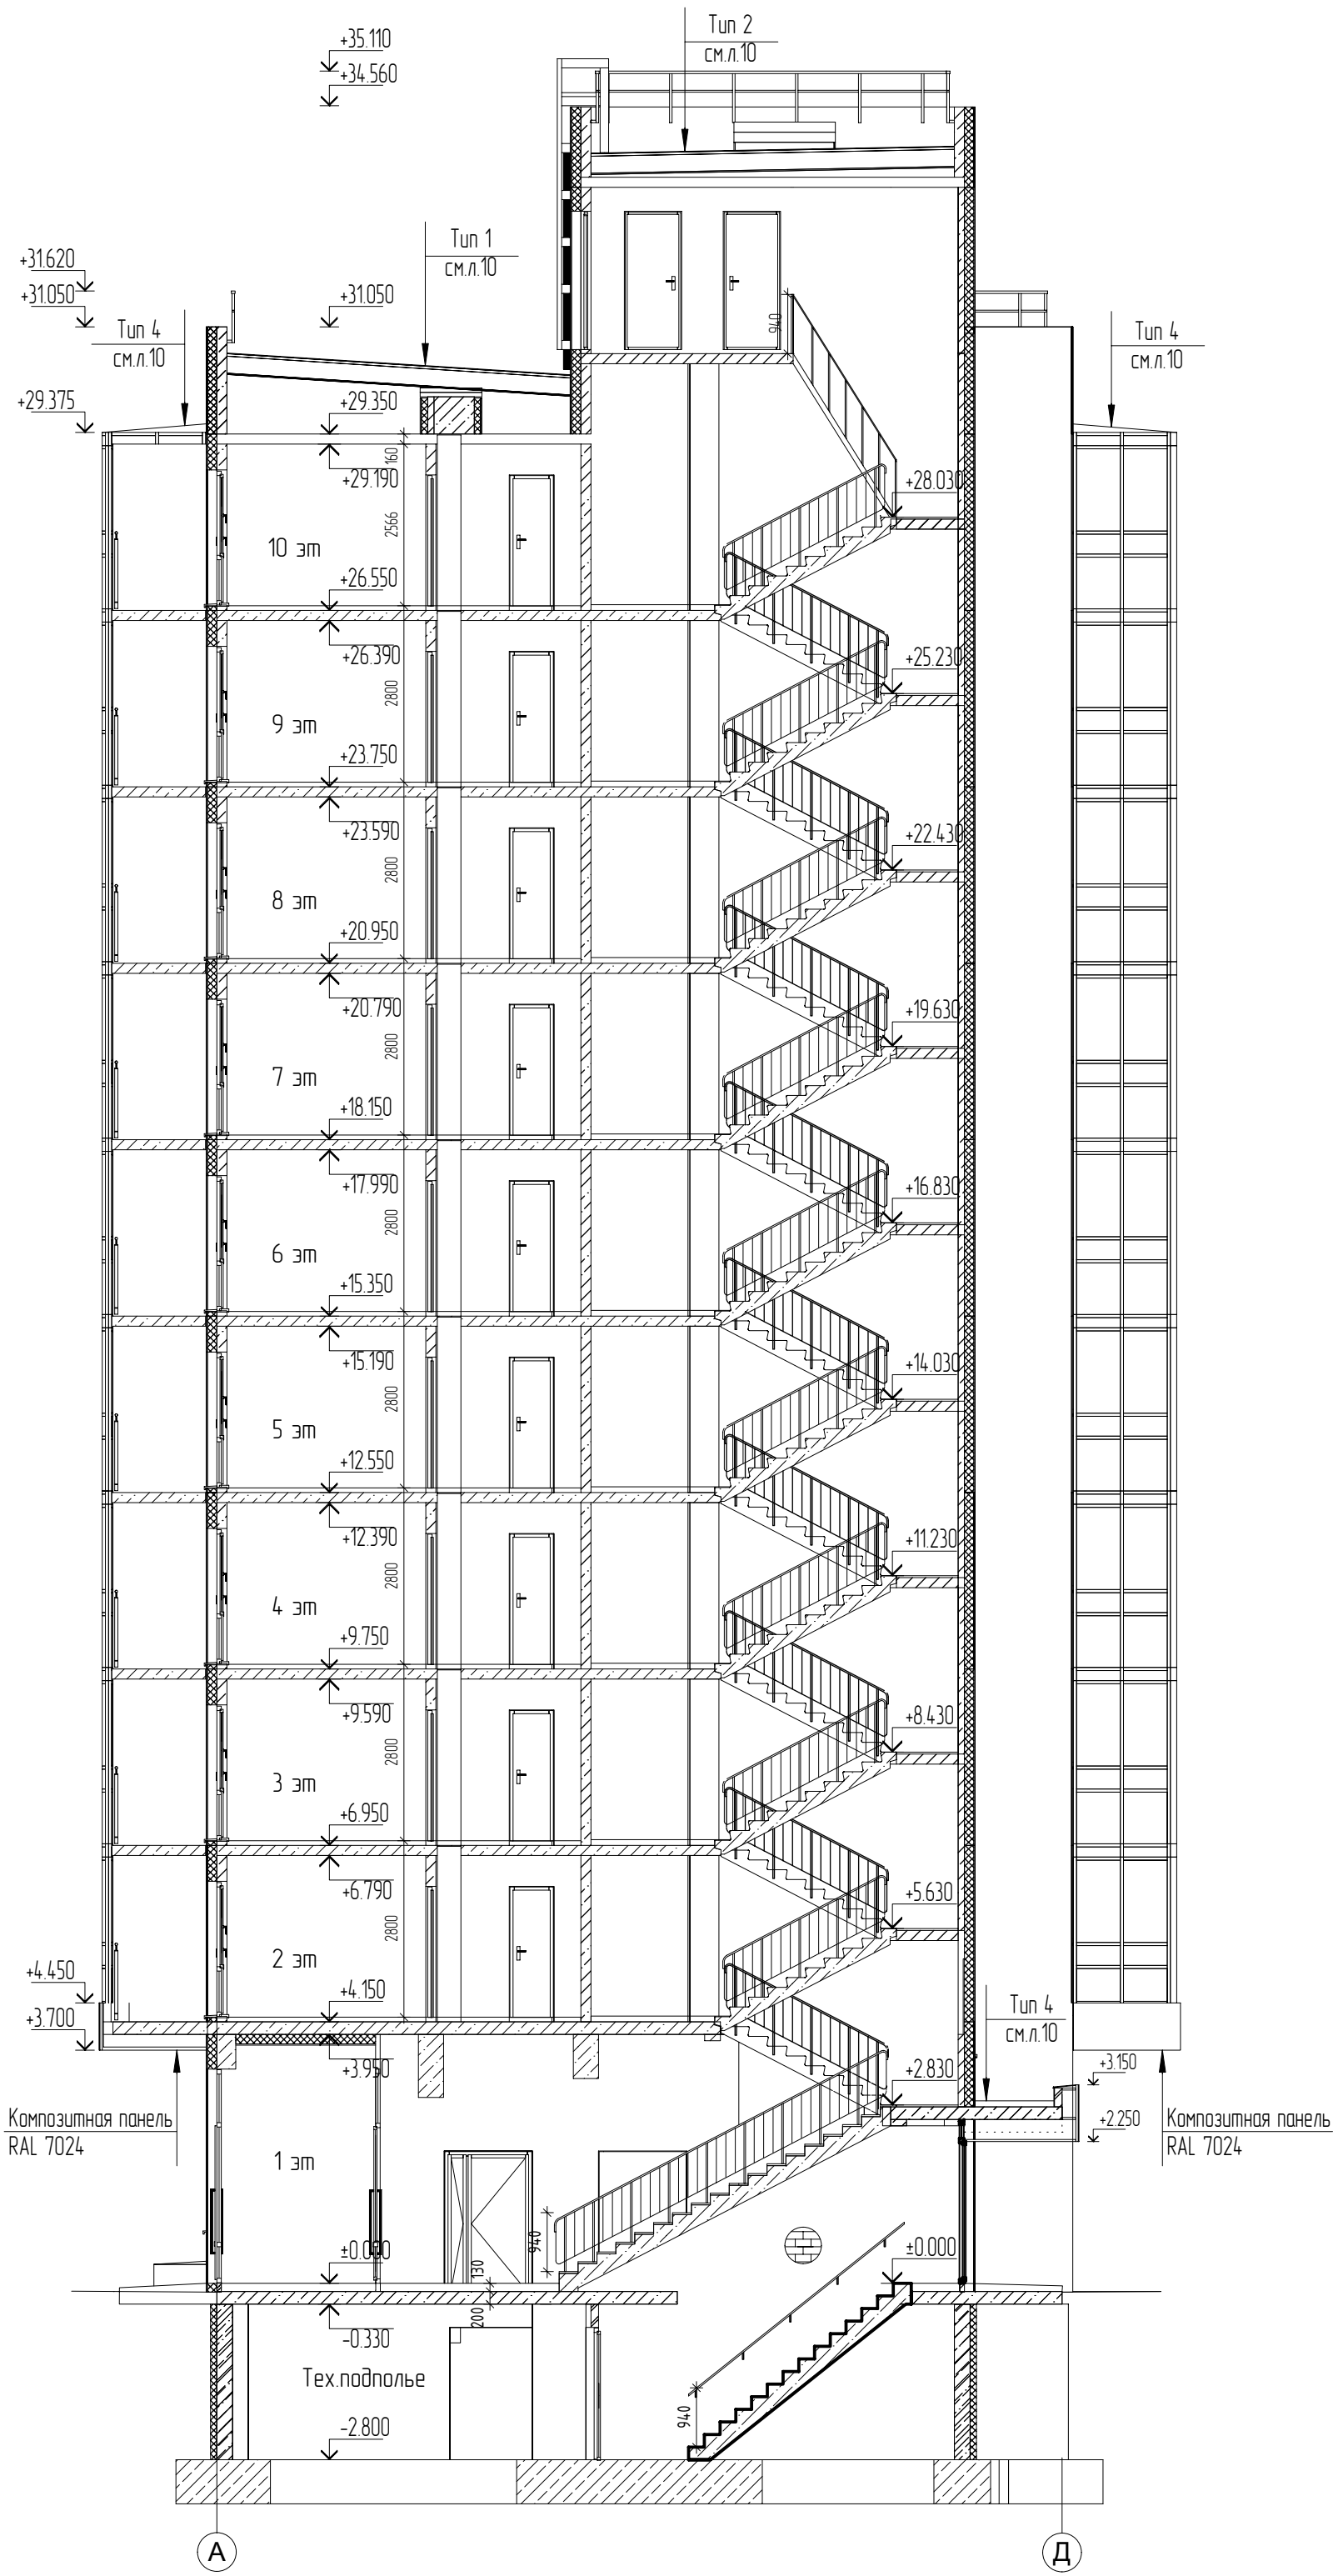 +35.110
+34.560
Тип 2
см.л.10
Тип 1
см.л.10
+31.620
+31.050
+31.050
Тип 4
см.л.10
940
Тип 4
см.л.10
+29.375
+29.350
160
+29.190
+28.030
2566
10 эт
+26.550
+26.390
+25.230
2800
9 эт
+23.750
+23.590
+22.430
2800
8 эт
+20.950
+20.790
+19.630
2800
7 эт
+18.150
+17.990
+16.830
2800
6 эт
+15.350
+15.190
+14.030
2800
5 эт
+12.550
+12.390
+11.230
2800
4 эт
+9.750
+9.590
+8.430
2800
3 эт
+6.950
+6.790
+5.630
2800
2 эт
+4.450
+4.150
+3.700
Тип 4
см.л.10
+3.950
+2.830
+3.150
+2.250
Композитная панель
RAL 7024
Композитная панель
RAL 7024
1 эт
940
±0.000
130
±0.000
200
-0.330
Тех.подполье
940
-2.800
А
Д